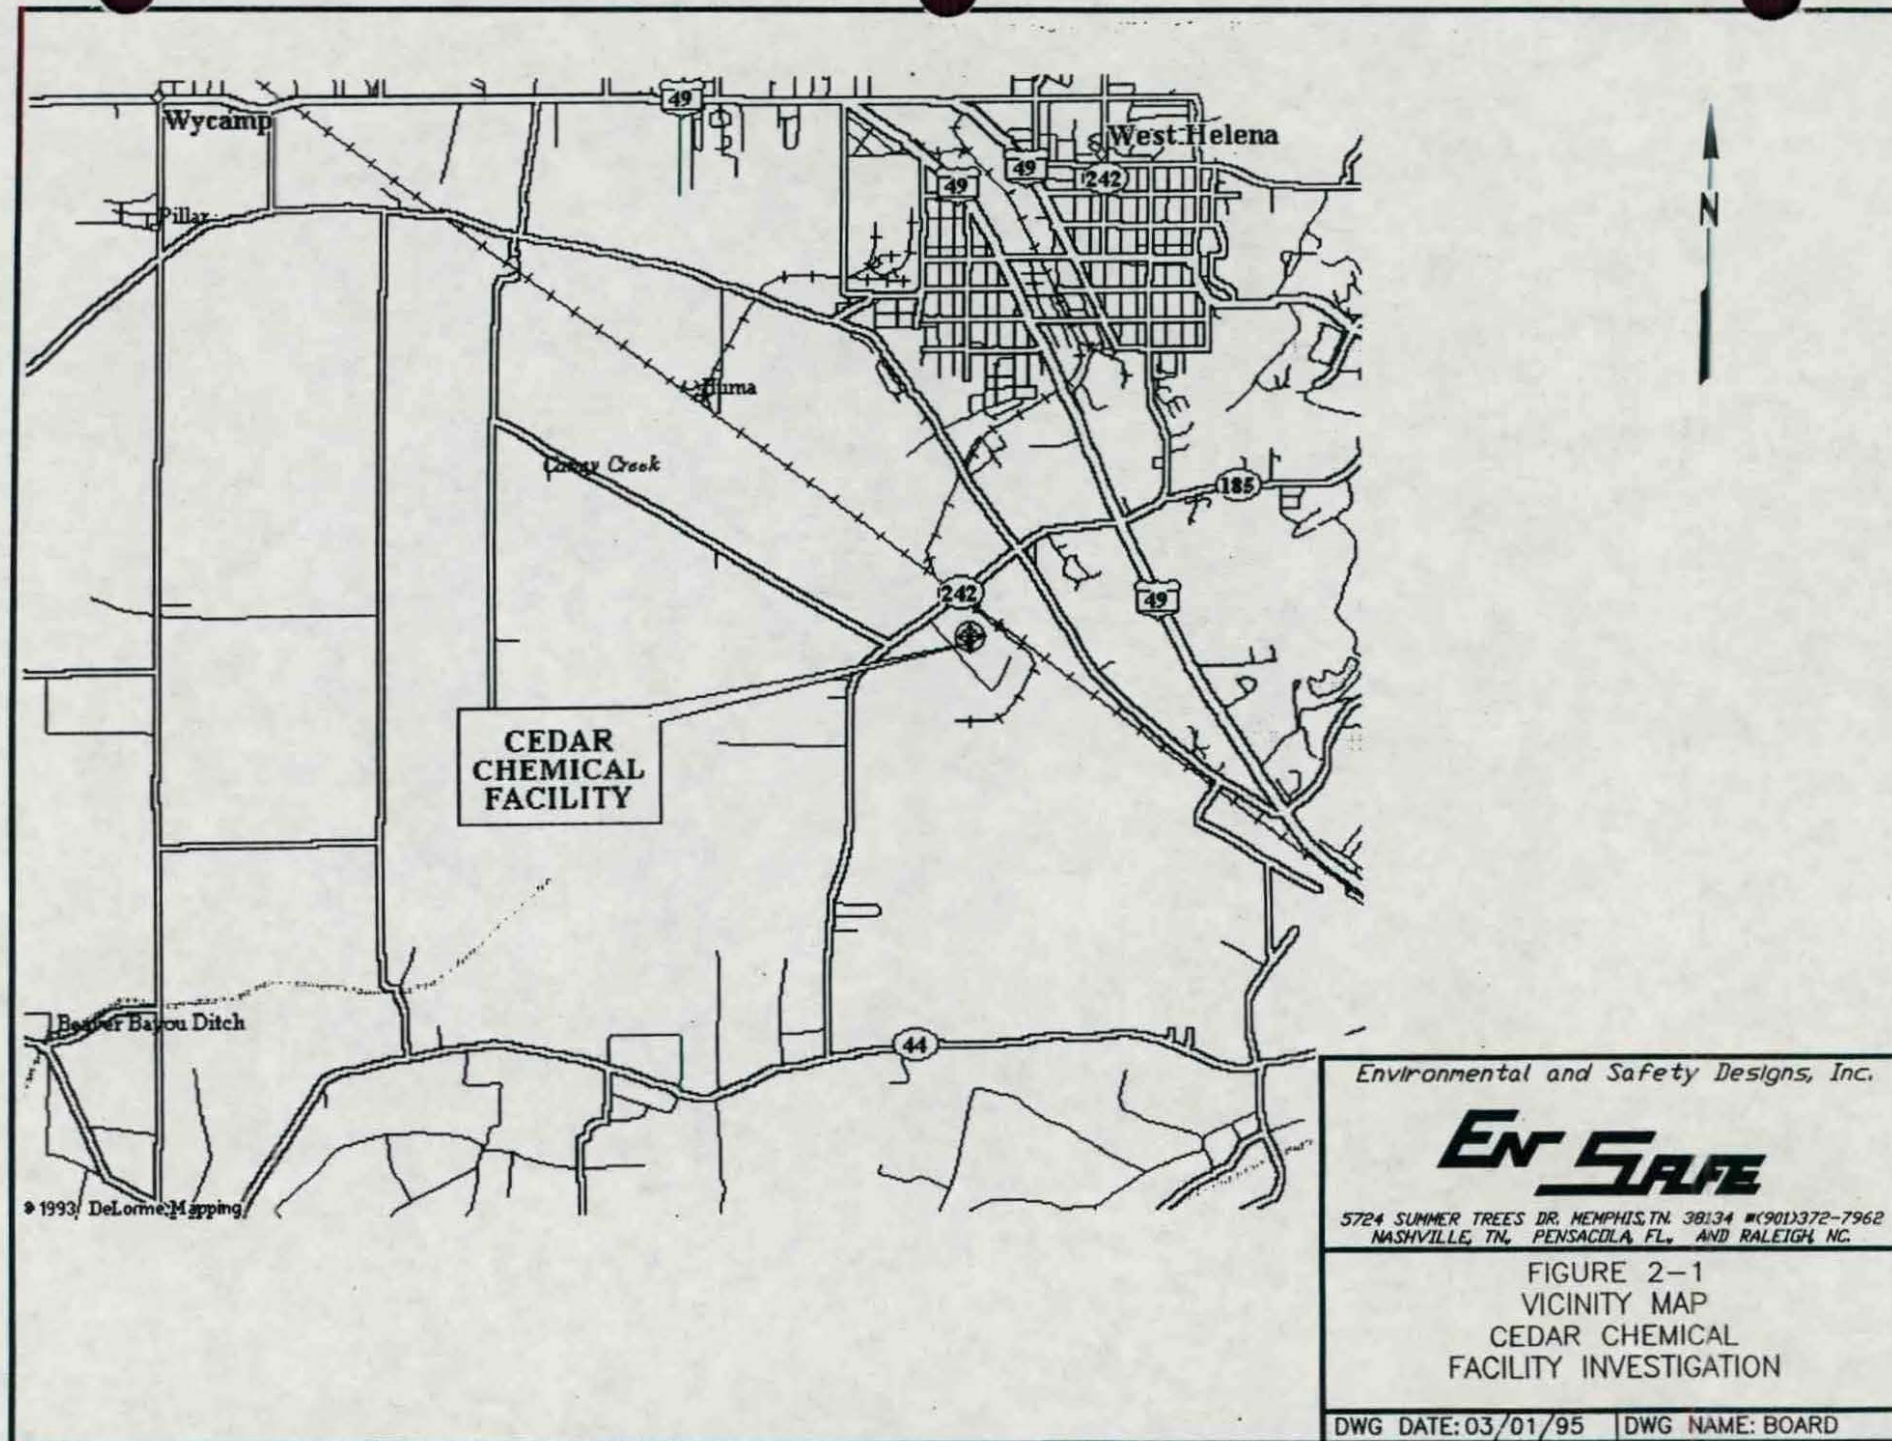 49
Wycamp
West Helena
49
49
242
Pillar
Creek
185
242
49
CEDAR
CHEMICAL
FACILITY
Beaver Bayou Ditch
44
1993 DeLorme Mapping
N
Environmental and Safety Designs, Inc.
EnSafe
5724 SUMMER TREES DR. MEMPHIS, TN. 38134 (901)372-7962
NASHVILLE, TN., PENSACOLA, FL., AND RALEIGH, NC.
FIGURE 2-1
VICINITY MAP
CEDAR CHEMICAL
FACILITY INVESTIGATION
DWG DATE: 03/01/95
DWG NAME: BOARD